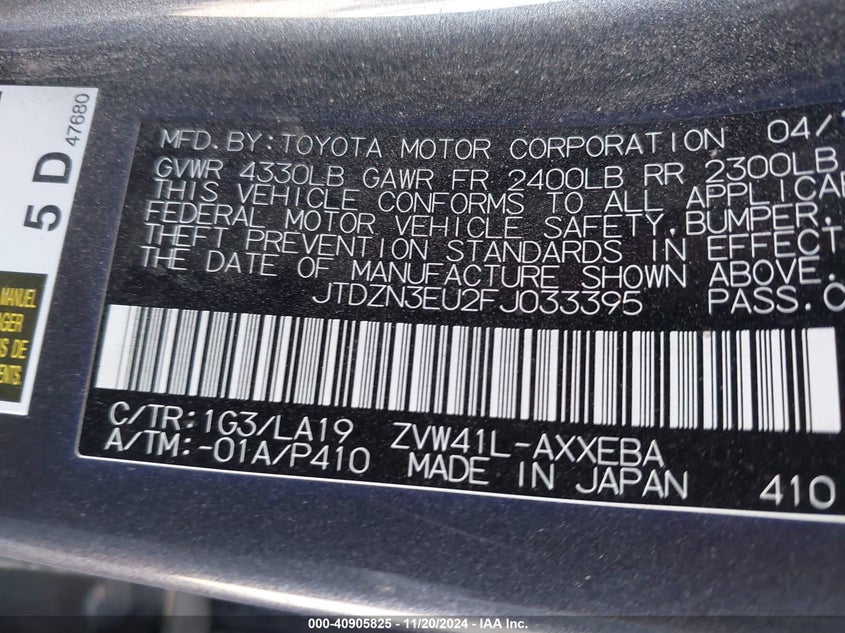 5 D 47680
MANUEL
S DE
ENTS.
MFD. BY: TOYOTA MOTOR CORPORATION 04/
GVWR 4330LB GAWR FR 2400LB RR 2300LB
THIS VEHICLE CONFORMS TO ALL APPLICA
FEDERAL MOTOR VEHICLE SAFETY, BUMPER,
THEFT PREVENTION STANDARDS IN EFFECT
THE DATE OF MANUFACTURE SHOWN ABOVE.
JTDZN3EU2FJ033395 PASS.C
C/TR:1G3/LA19 ZVW41L-AXXEBA
A/TM:-01A/P410 MADE IN JAPAN 410
000-40905825 - 11/20/2024 - IAA Inc.